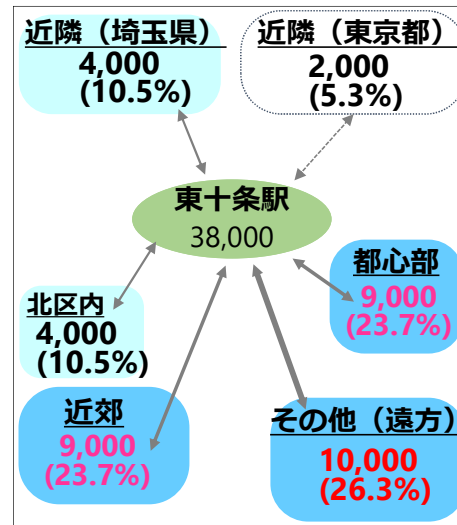 近隣（埼玉県）
4,000
(10.5%)
近隣（東京都）
2,000
(5.3%)
東十条駅
38,000
都心部
9,000
(23.7%)
北区内
4,000
(10.5%)
近郊
9,000
(23.7%)
その他（遠方）
10,000
(26.3%)